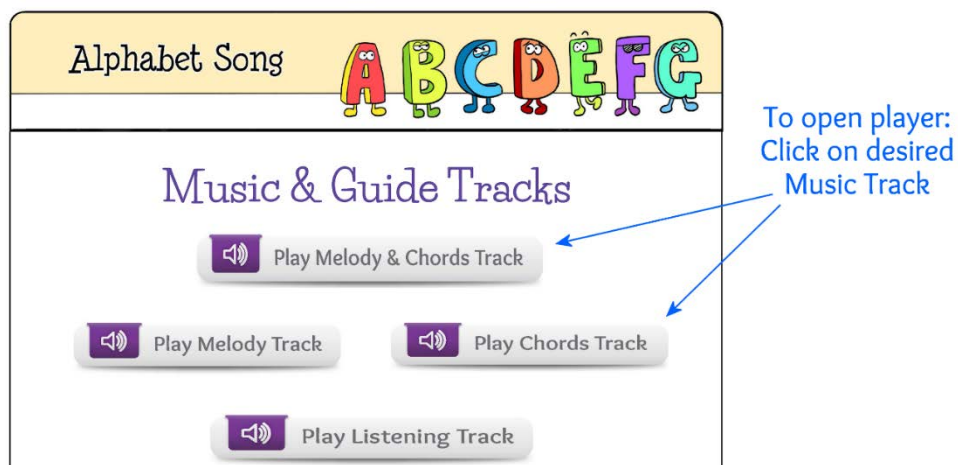 Alphabet Song
A B C D E F G
To open player:
Click on desired
Music Track
Music & Guide Tracks
Play Melody & Chords Track
Play Melody Track
Play Chords Track
Play Listening Track